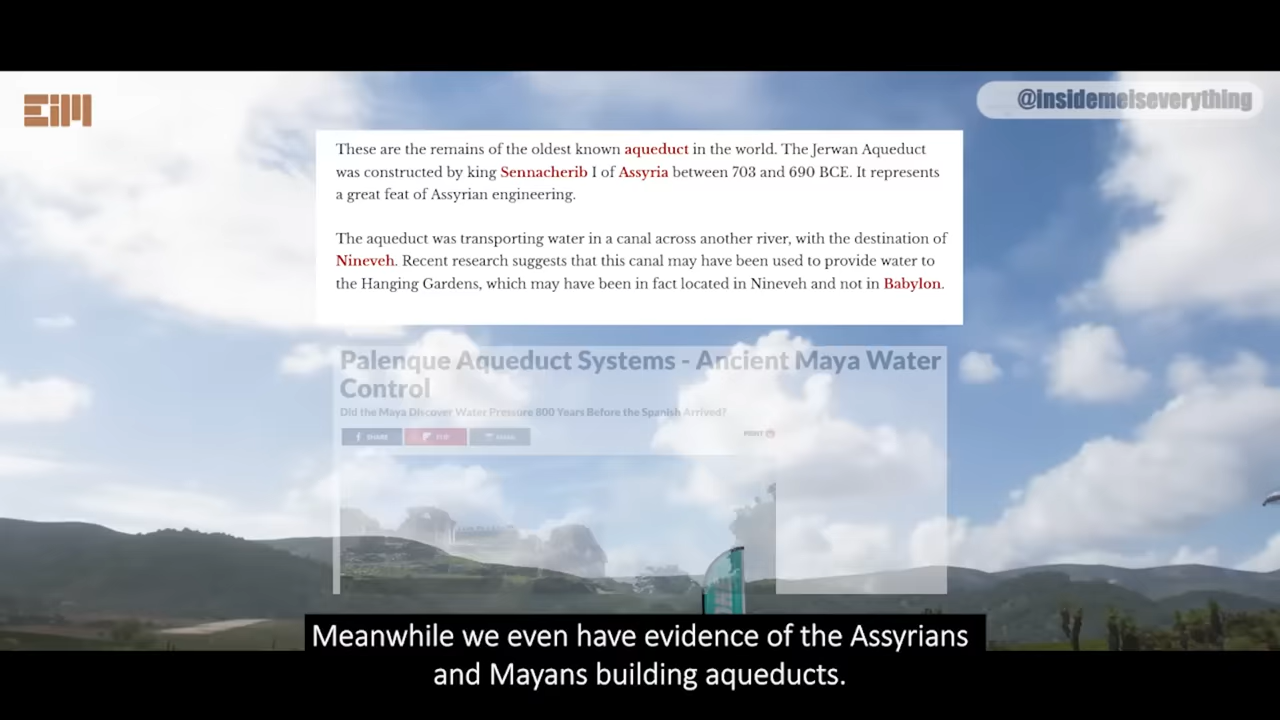 EiM
@insidemeiseverything
These are the remains of the oldest known aqueduct in the world. The Jerwan Aqueduct
was constructed by king Sennacherib I of Assyria between 703 and 690 BCE. It represents
a great feat of Assyrian engineering.
The aqueduct was transporting water in a canal across another river, with the destination of
Nineveh. Recent research suggests that this canal may have been used to provide water to
the Hanging Gardens, which may have been in fact located in Nineveh and not in Babylon.
Palenque Aqueduct Systems - Ancient Maya Water
Control
Did the Maya Discover Water Pressure 800 Years Before the Spanish Arrived?
SHARE FLIP EMAIL
PRINT
Meanwhile we even have evidence of the Assyrians
and Mayans building aqueducts.